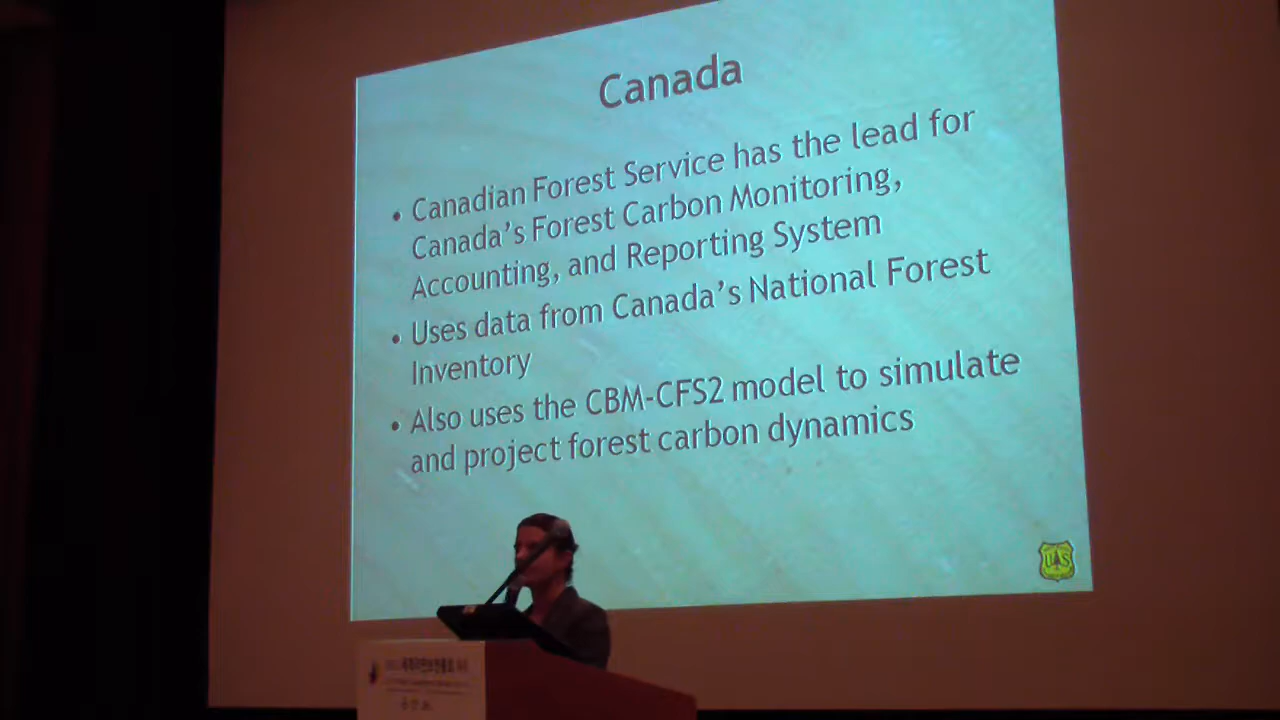 Canada
• Canadian Forest Service has the lead for
Canada's Forest Carbon Monitoring,
Accounting, and Reporting System
• Uses data from Canada's National Forest
Inventory
• Also uses the CBM-CFS2 model to simulate
and project forest carbon dynamics
US